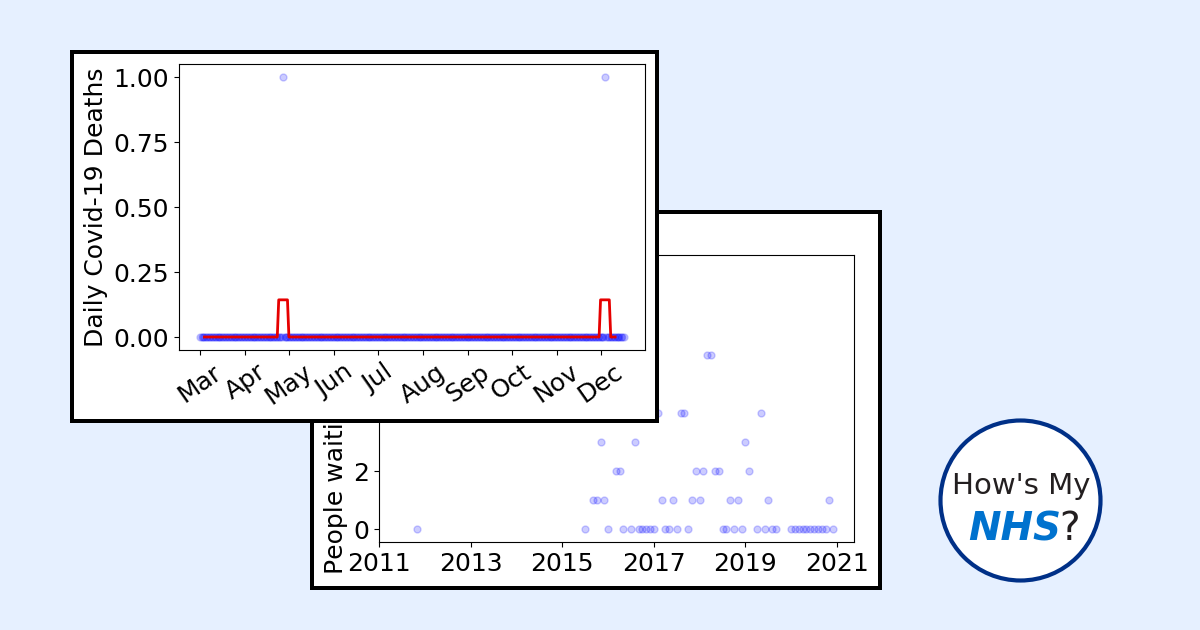 Daily Covid-19 Deaths
1.00
0.75
0.50
0.25
0.00
Mar Apr May Jun Jul Aug Sep Oct Nov Dec
People waiti
2
0
2011 2013 2015 2017 2019 2021
How's My
NHS?